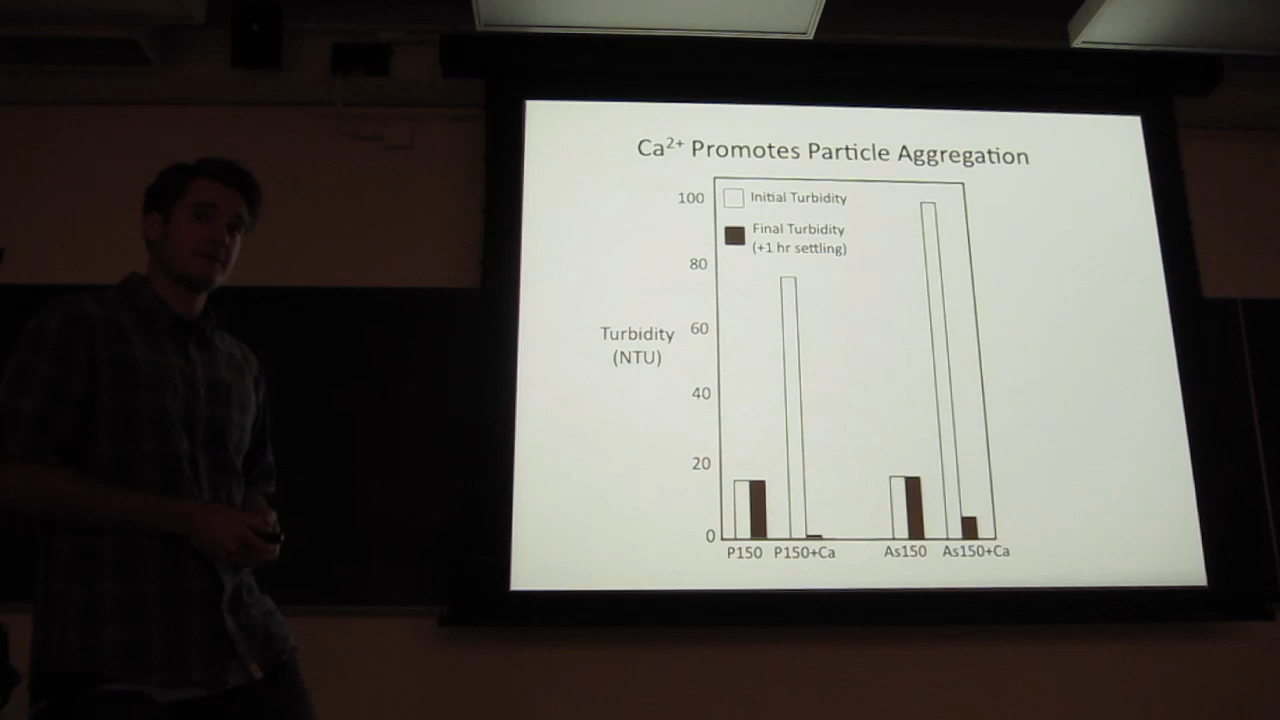 Ca²⁺ Promotes Particle Aggregation
100
Initial Turbidity
Final Turbidity
(+1 hr settling)
80
60
Turbidity
(NTU)
40
20
0
P150 P150+Ca As150 As150+Ca